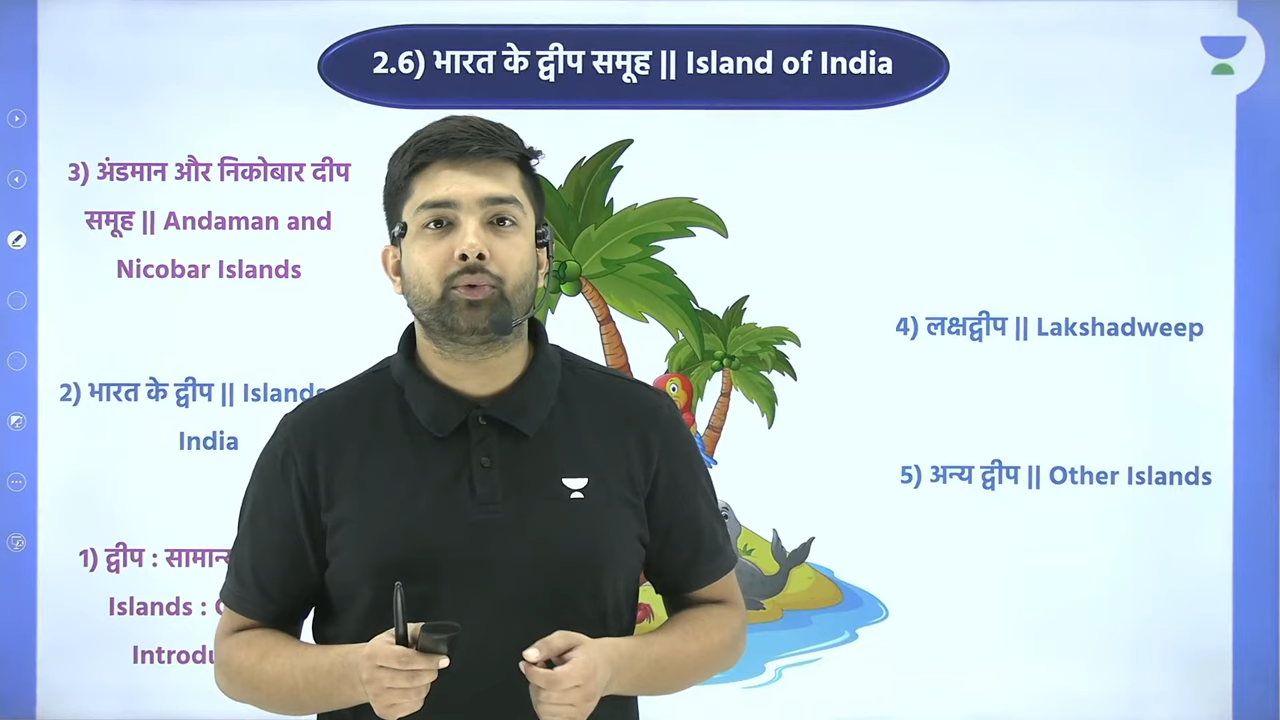 2.6) भारत के द्वीप समूह || Island of India
3) अंडमान और निकोबार दीप
समूह || Andaman and
Nicobar Islands
2) भारत के द्वीप || Islands
India
1) द्वीप : सामान्य
Islands :
4) लक्षद्वीप || Lakshadweep
5) अन्य द्वीप || Other Islands